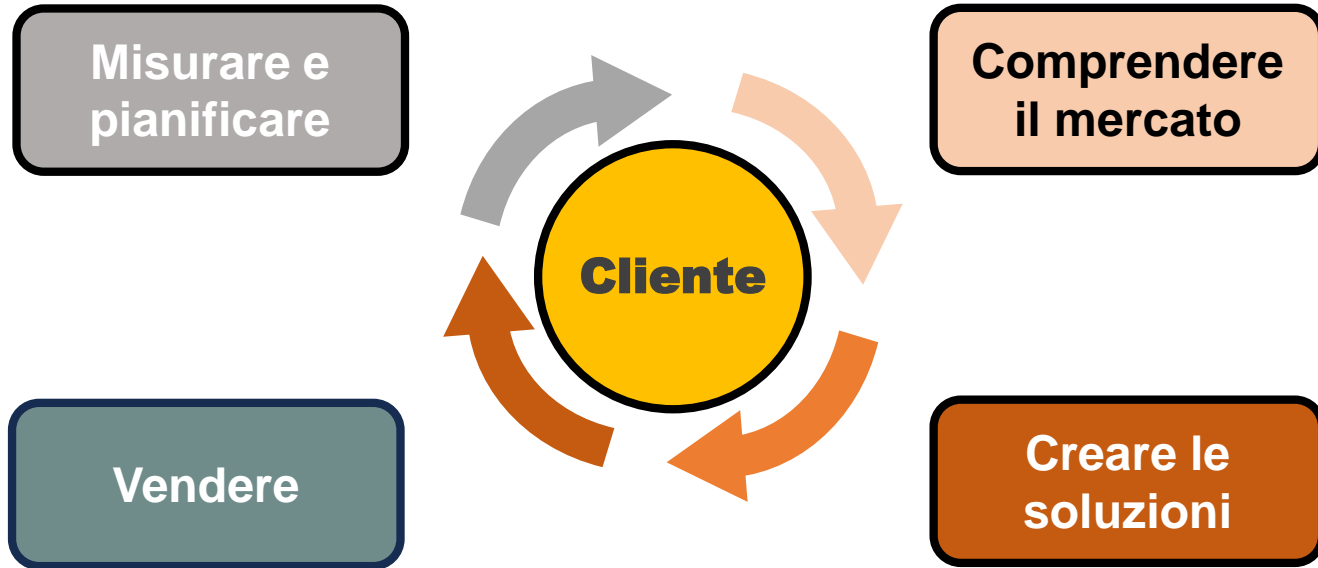 Misurare e
pianificare
Comprendere
il mercato
Cliente
Vendere
Creare le
soluzioni